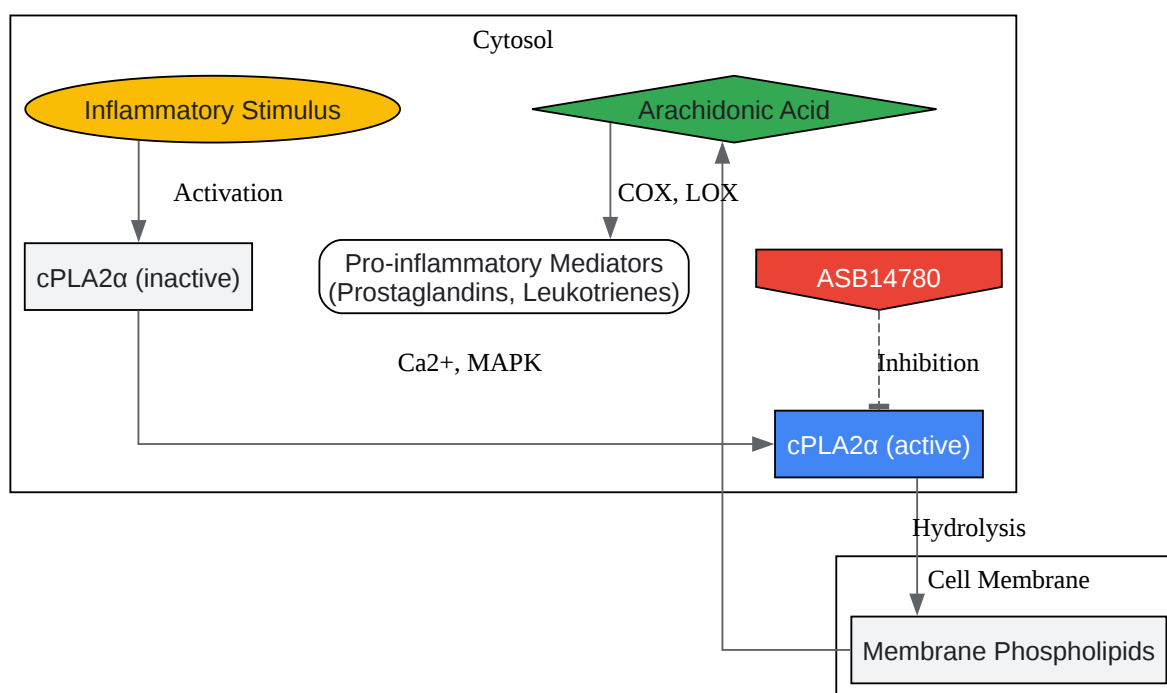 Cytosol
Inflammatory Stimulus
Arachidonic Acid
Activation
COX, LOX
cPLA2α (inactive)
Pro-inflammatory Mediators
(Prostaglandins, Leukotrienes)
ASB14780
Ca2+, MAPK
Inhibition
cPLA2α (active)
Hydrolysis
Cell Membrane
Membrane Phospholipids